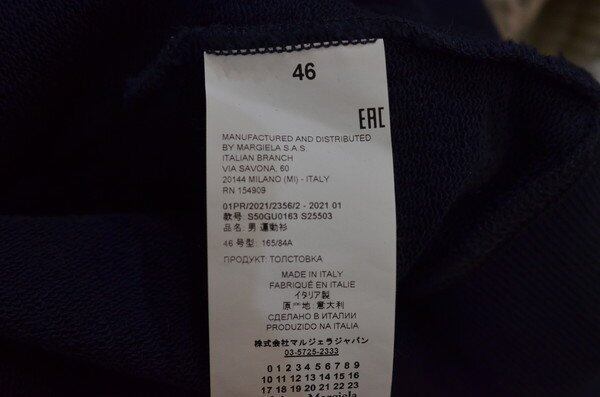 46
EAC
MANUFACTURED AND DISTRIBUTED
BY MARGIELA S.A.S.
ITALIAN BRANCH
VIA SAVONA, 60
20144 MILANO (MI) - ITALY
RN 154909
01PR/2021/2356/2 - 2021 01
款号: S50GU0163 S25503
品名: 男 運動衫
46 号型: 165/84A
ПРОДУКТ: ТОЛСТОВКА
MADE IN ITALY
FABRIQUÉ EN ITALIE
イタリア製
原产地: 意大利
СДЕЛАНО В ИТАЛИИ
PRODUZIDO NA ITALIA
株式会社マルジェラジャパン
03-5725-2333
0 1 2 3 4 5 6 7 8 9
10 11 12 13 14 15 16
17 18 19 20 21 22 23